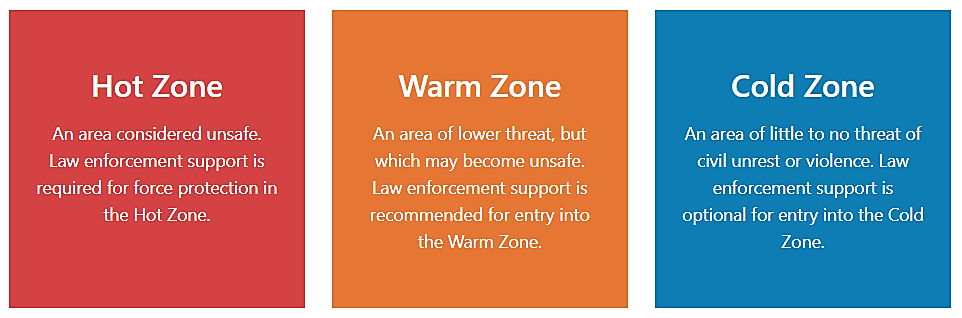 Hot Zone
An area considered unsafe.
Law enforcement support is
required for force protection in
the Hot Zone.
Warm Zone
An area of lower threat, but
which may become unsafe.
Law enforcement support is
recommended for entry into
the Warm Zone.
Cold Zone
An area of little to no threat of
civil unrest or violence. Law
enforcement support is
optional for entry into the Cold
Zone.